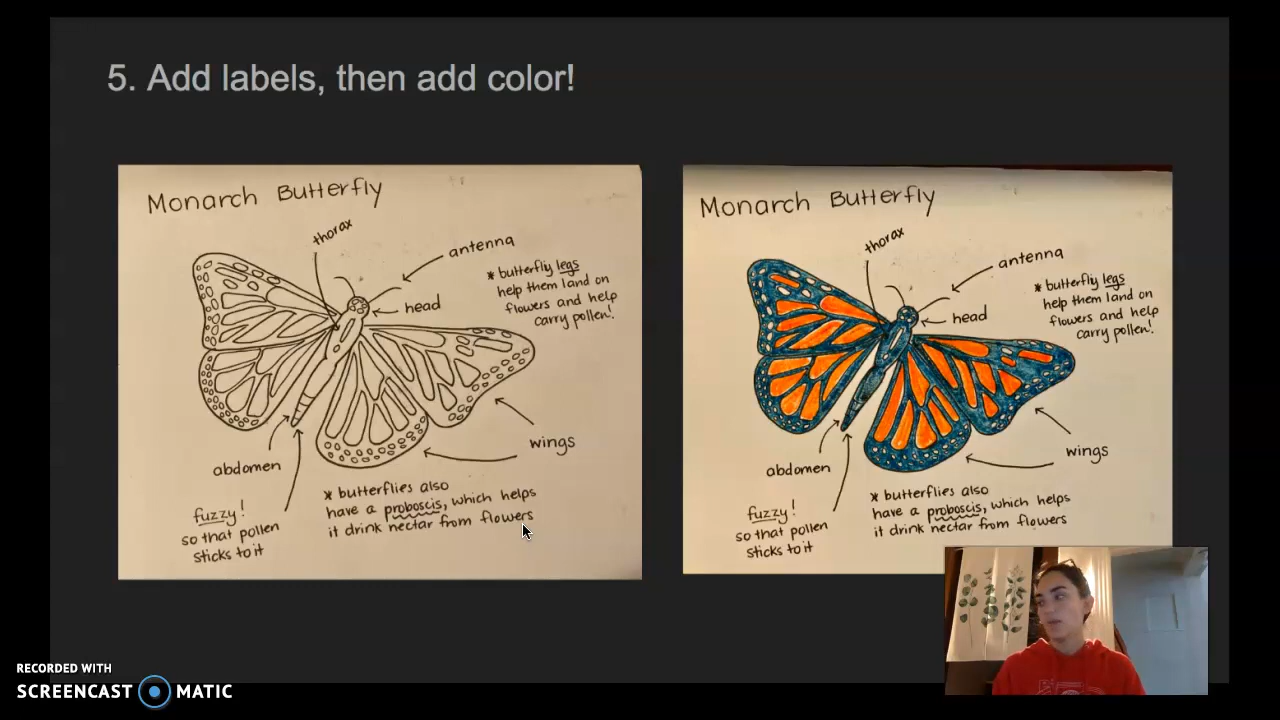 5. Add labels, then add color!
Monarch Butterfly
thorax
antenna
* butterfly legs
help them land on
flowers and help
carry pollen!
head
wings
abdomen
* butterflies also
have a proboscis, which helps
it drink nectar from flowers
fuzzy!
so that pollen
sticks to it
Monarch Butterfly
thorax
antenna
* butterfly legs
help them land on
flowers and help
carry pollen!
head
wings
abdomen
* butterflies also
have a proboscis, which helps
it drink nectar from flowers
fuzzy!
so that pollen
sticks to it
RECORDED WITH
SCREENCAST MATIC